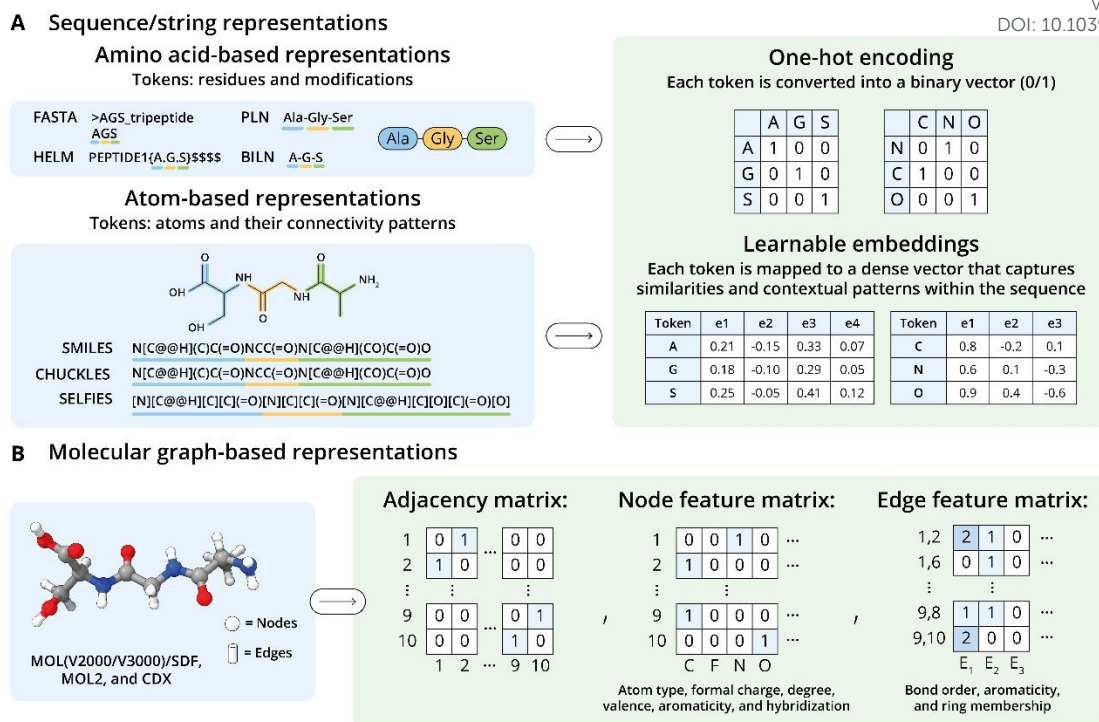 DOI: 10.1039
A Sequence/string representations
Amino acid-based representations
Tokens: residues and modifications
FASTA >AGS_tripeptide
AGS
PLN Ala-Gly-Ser
HELM PEPTIDE1{A.G.S}$$$$
BILN A-G-S
Ala Gly Ser
One-hot encoding
Each token is converted into a binary vector (0/1)
A G S
A 1 0 0
G 0 1 0
S 0 0 1
C N O
N 0 1 0
C 1 0 0
O 0 0 1
Atom-based representations
Tokens: atoms and their connectivity patterns
O
OH
NH
O
NH
O
NH2
OH
SMILES N[C@@H](C)C(=O)NCC(=O)N[C@@H](CO)C(=O)O
CHUCKLES N[C@@H](C)C(=O)NCC(=O)N[C@@H](CO)C(=O)O
SELFIES [N][C@@H][C][C](=O)[N][C][C](=O)[N][C@@H][C][O][C](=O)[O]
Learnable embeddings
Each token is mapped to a dense vector that captures
similarities and contextual patterns within the sequence
Token e1 e2 e3 e4
A 0.21 -0.15 0.33 0.07
G 0.18 -0.10 0.29 0.05
S 0.25 -0.05 0.41 0.12
Token e1 e2 e3
C 0.8 -0.2 0.1
N 0.6 0.1 -0.3
O 0.9 0.4 -0.6
B Molecular graph-based representations
= Nodes
= Edges
MOL(V2000/V3000)/SDF,
MOL2, and CDX
Adjacency matrix:
1 0 1 ... 0 0
2 1 0 0 0
⋮ ⋮ ⋮
9 0 0 ... 0 1
10 0 0 1 0
1 2 ... 9 10
,
Node feature matrix:
1 0 0 1 0 ...
2 1 0 0 0 ...
⋮ ⋮
9 1 0 0 0 ...
10 0 0 0 1 ...
C F N O
Atom type, formal charge, degree,
valence, aromaticity, and hybridization
,
Edge feature matrix:
1,2 2 1 0 ...
1,6 0 1 0
⋮ ⋮
9,8 1 1 0 ...
9,10 2 0 0
E1 E2 E3
Bond order, aromaticity,
and ring membership